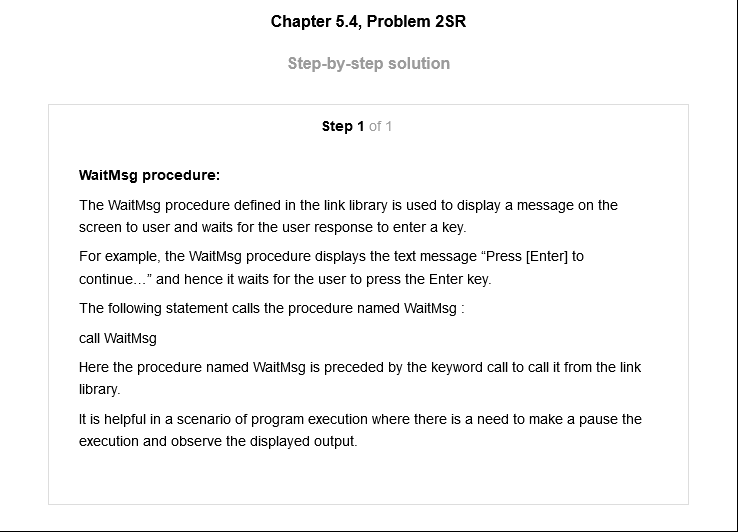 Chapter 5.4, Problem 2SR
Step-by-step solution
Step 1 of 1
WaitMsg procedure:
The WaitMsg procedure defined in the link library is used to display a message on the
screen to user and waits for the user response to enter a key.
For example, the WaitMsg procedure displays the text message “Press [Enter] to
continue…” and hence it waits for the user to press the Enter key.
The following statement calls the procedure named WaitMsg :
call WaitMsg
Here the procedure named WaitMsg is preceded by the keyword call to call it from the link
library.
It is helpful in a scenario of program execution where there is a need to make a pause the
execution and observe the displayed output.